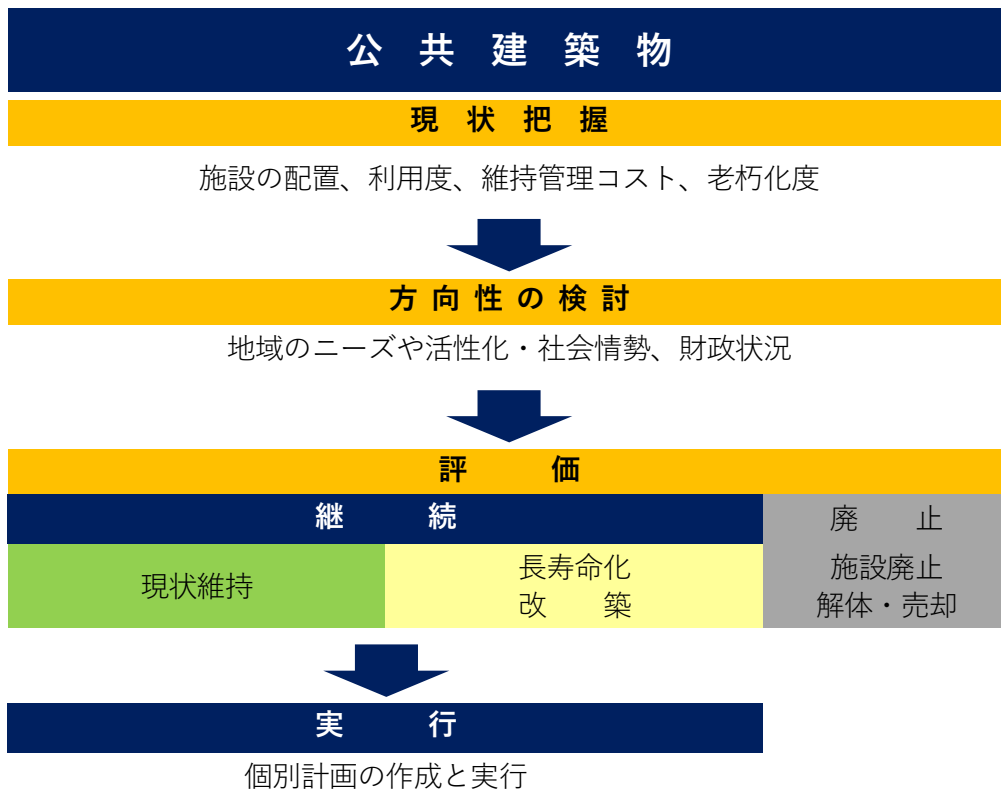 公共建築物
現状把握
施設の配置、利用度、維持管理コスト、老朽化度
方向性の検討
地域のニーズや活性化・社会情勢、財政状況
評価
継続
廃止
現状維持
長寿命化
改築
施設廃止
解体・売却
実行
個別計画の作成と実行